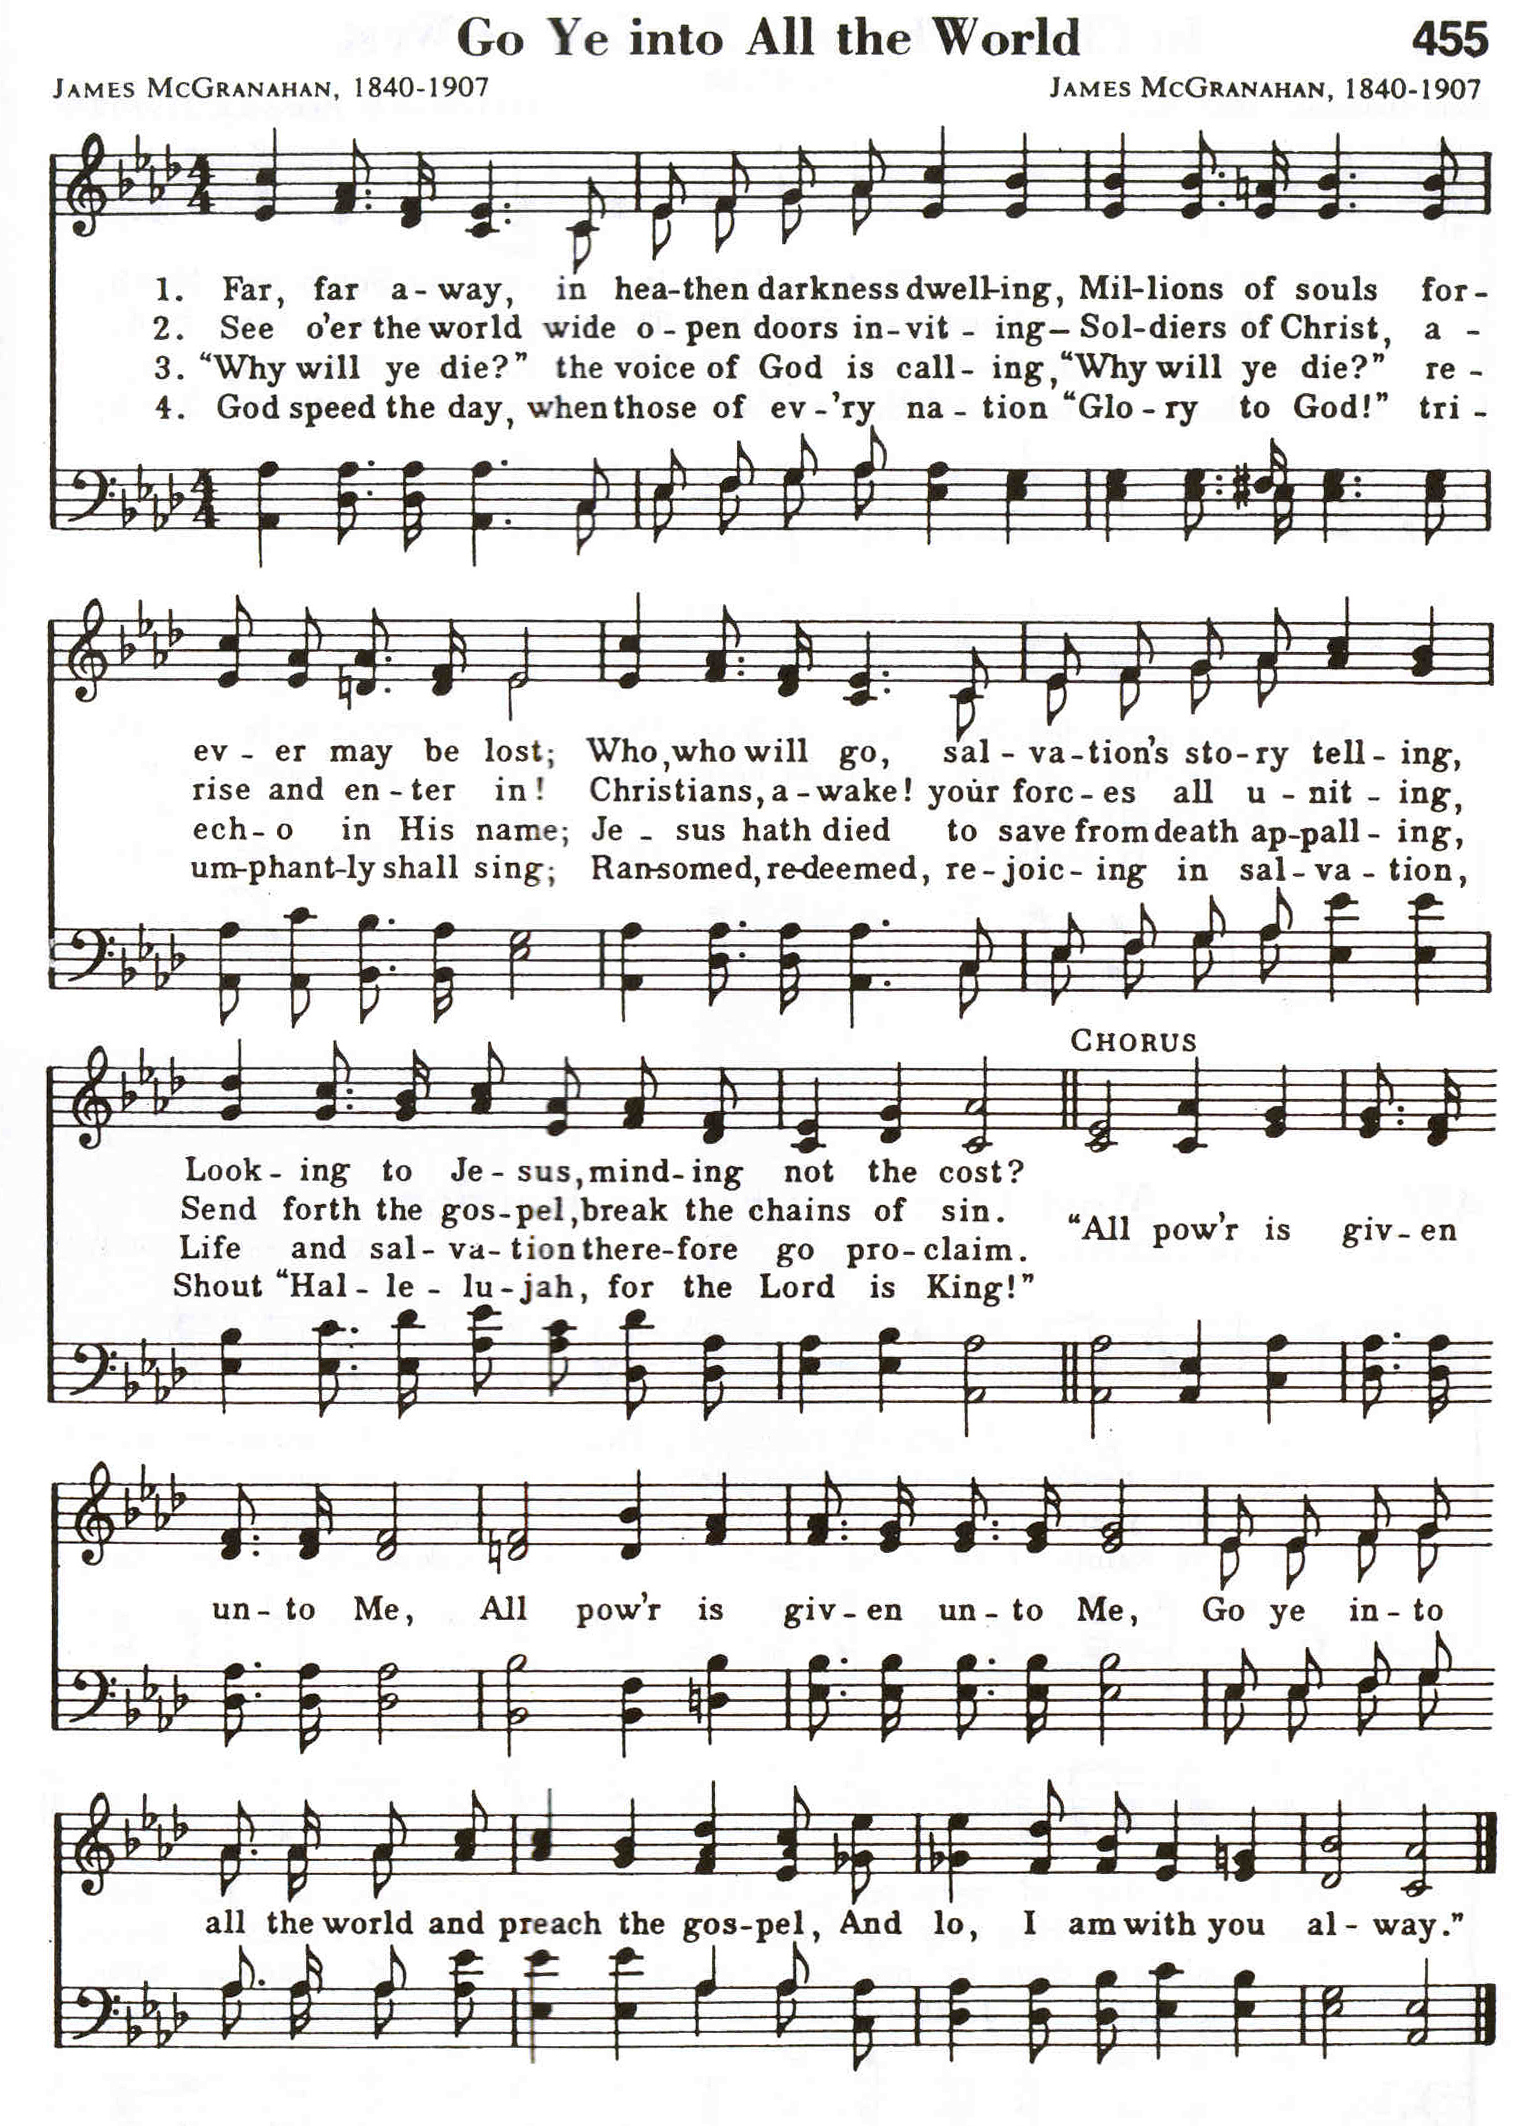 Go Ye into All the World 455
JAMES MCGRANAHAN, 1840-1907 JAMES MCGRANAHAN, 1840-1907
1. Far, far a-way, in hea-then darkness dwell-ing, Mil-lions of souls for-
2. See o'er the world wide o-pen doors in-vit-ing— Sol-diers of Christ, a-
3. “Why will ye die?” the voice of God is call-ing, “Why will ye die?” re-
4. God speed the day, when those of ev-'ry na-tion “Glo-ry to God!” tri-
ev-er may be lost; Who, who will go, sal-va-tion's sto-ry tell-ing,
rise and en-ter in! Christians, a-wake! your forc-es all u-nit-ing,
ech-o in His name; Je-sus hath died to save from death ap-pall-ing,
um-phant-ly shall sing; Ran-somed, re-deemed, re-joic-ing in sal-va-tion,
CHORUS
Look-ing to Je-sus, mind-ing not the cost?
Send forth the gos-pel, break the chains of sin.
“All pow'r is giv-en
Life and sal-va-tion there-fore go pro-claim.
Shout “Hal-le-lu-jah, for the Lord is King!”
un-to Me, All pow'r is giv-en un-to Me, Go ye in-to
all the world and preach the gos-pel, And lo, I am with you al-way.”